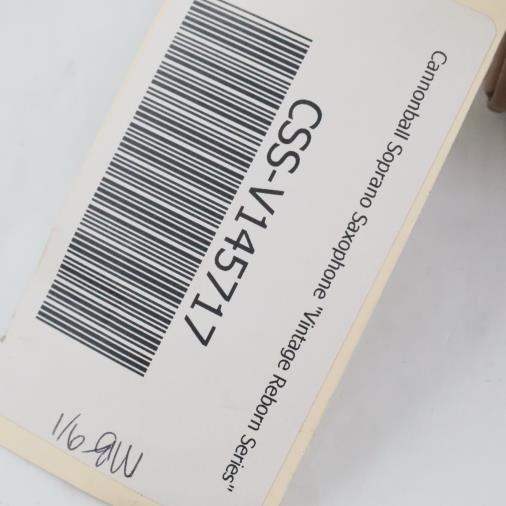 Cannonball Soprano Saxophone "Vintage Reborn Series"
CSS-V145717